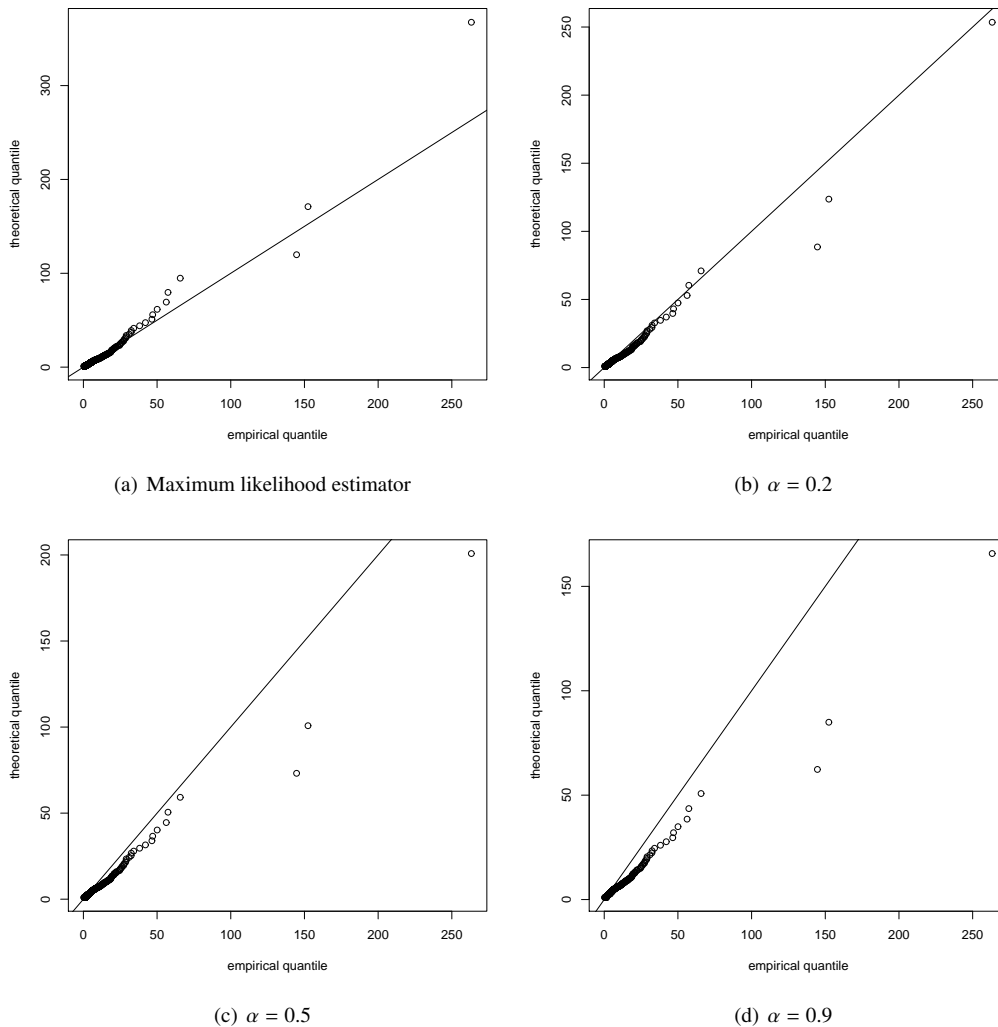 300
200
100
0
theoretical quantile
0 50 100 150 200 250
empirical quantile
(a) Maximum likelihood estimator
250
200
150
100
50
0
theoretical quantile
0 50 100 150 200 250
empirical quantile
(b) α = 0.2
200
150
100
50
0
theoretical quantile
0 50 100 150 200 250
empirical quantile
(c) α = 0.5
150
100
50
0
theoretical quantile
0 50 100 150 200 250
empirical quantile
(d) α = 0.9